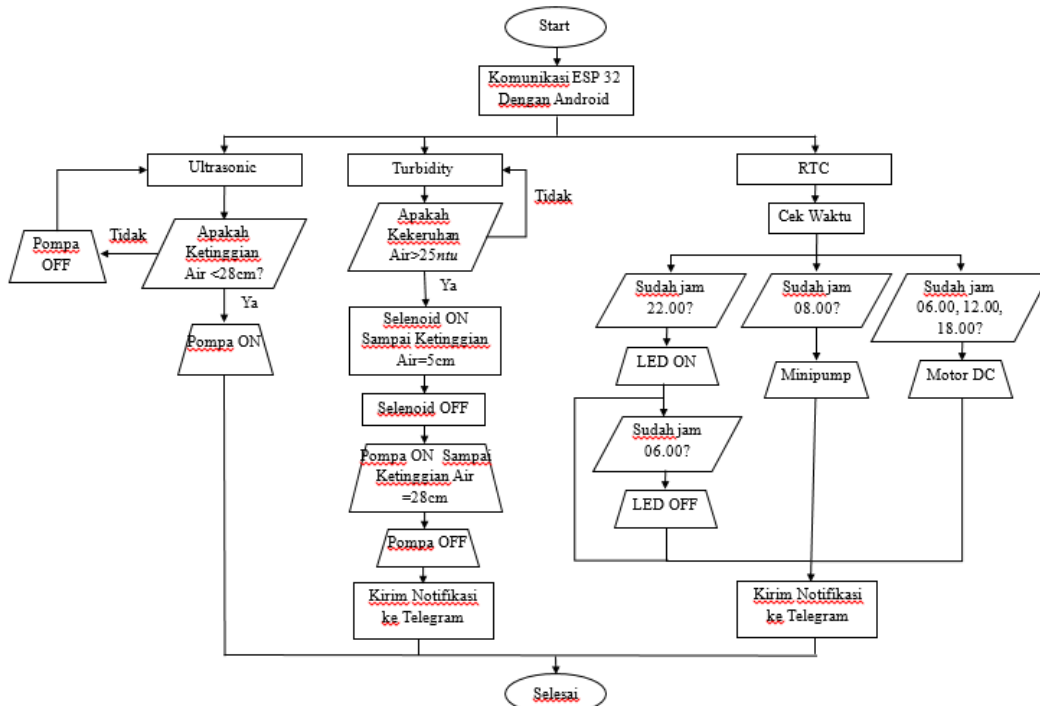 Start
Komunikasi ESP 32
Dengan Android
Ultrasonic
Turbidity
RTC
Tidak
Cek Waktu
Pompa
OFF
Tidak
Apakah
Ketinggian
Air <28cm?
Apakah
Kekeruhan
Air>25ntu
Ya
Ya
Sudah jam
22.00?
Sudah jam
08.00?
Sudah jam
06.00, 12.00,
18.00?
Pompa ON
Selenoid ON
Sampai Ketinggian
Air=5cm
LED ON
Minipump
Motor DC
Selenoid OFF
Sudah jam
06.00?
Pompa ON Sampai
Ketinggian Air
=28cm
LED OFF
Pompa OFF
Kirim Notifikasi
ke Telegram
Kirim Notifikasi
ke Telegram
Selesai